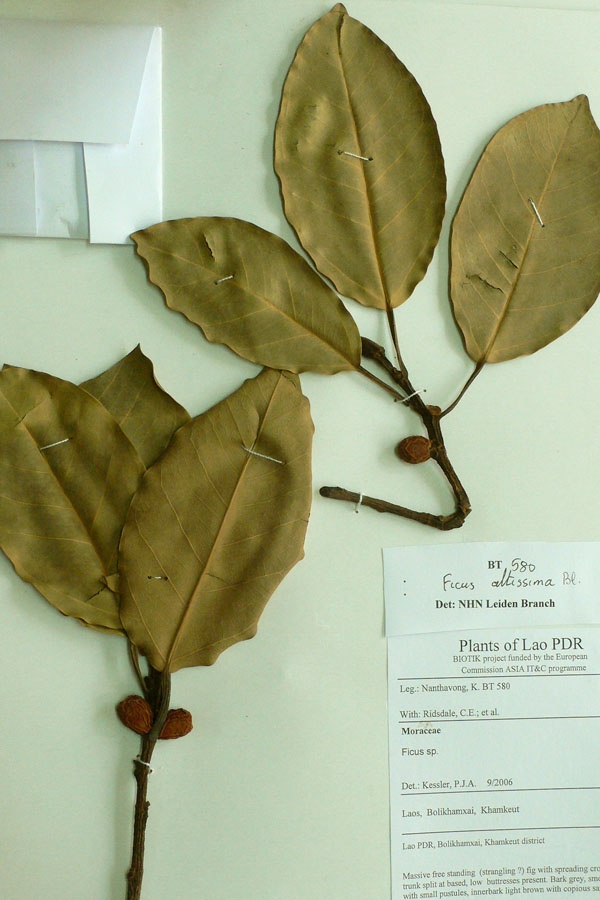 BT 580
Ficus altissima Bl.
Det: NHN Leiden Branch
Plants of Lao PDR
BIOTIK project funded by the European
Commission ASIA IT&C programme
Leg.: Nanthavong, K. BT 580
With: Ridsdale, C.E.; et al.
Moraceae
Ficus sp.
Det.: Kessler, P.J.A. 9/2006
Laos, Bolikhamxai, Khamkeut
Lao PDR, Bolikhamxai, Khamkeut district
Massive free standing (strangling ?) fig with spreading
trunk split at based, low buttresses present. Bark grey,
with small pustules, innerbark light brown with copious